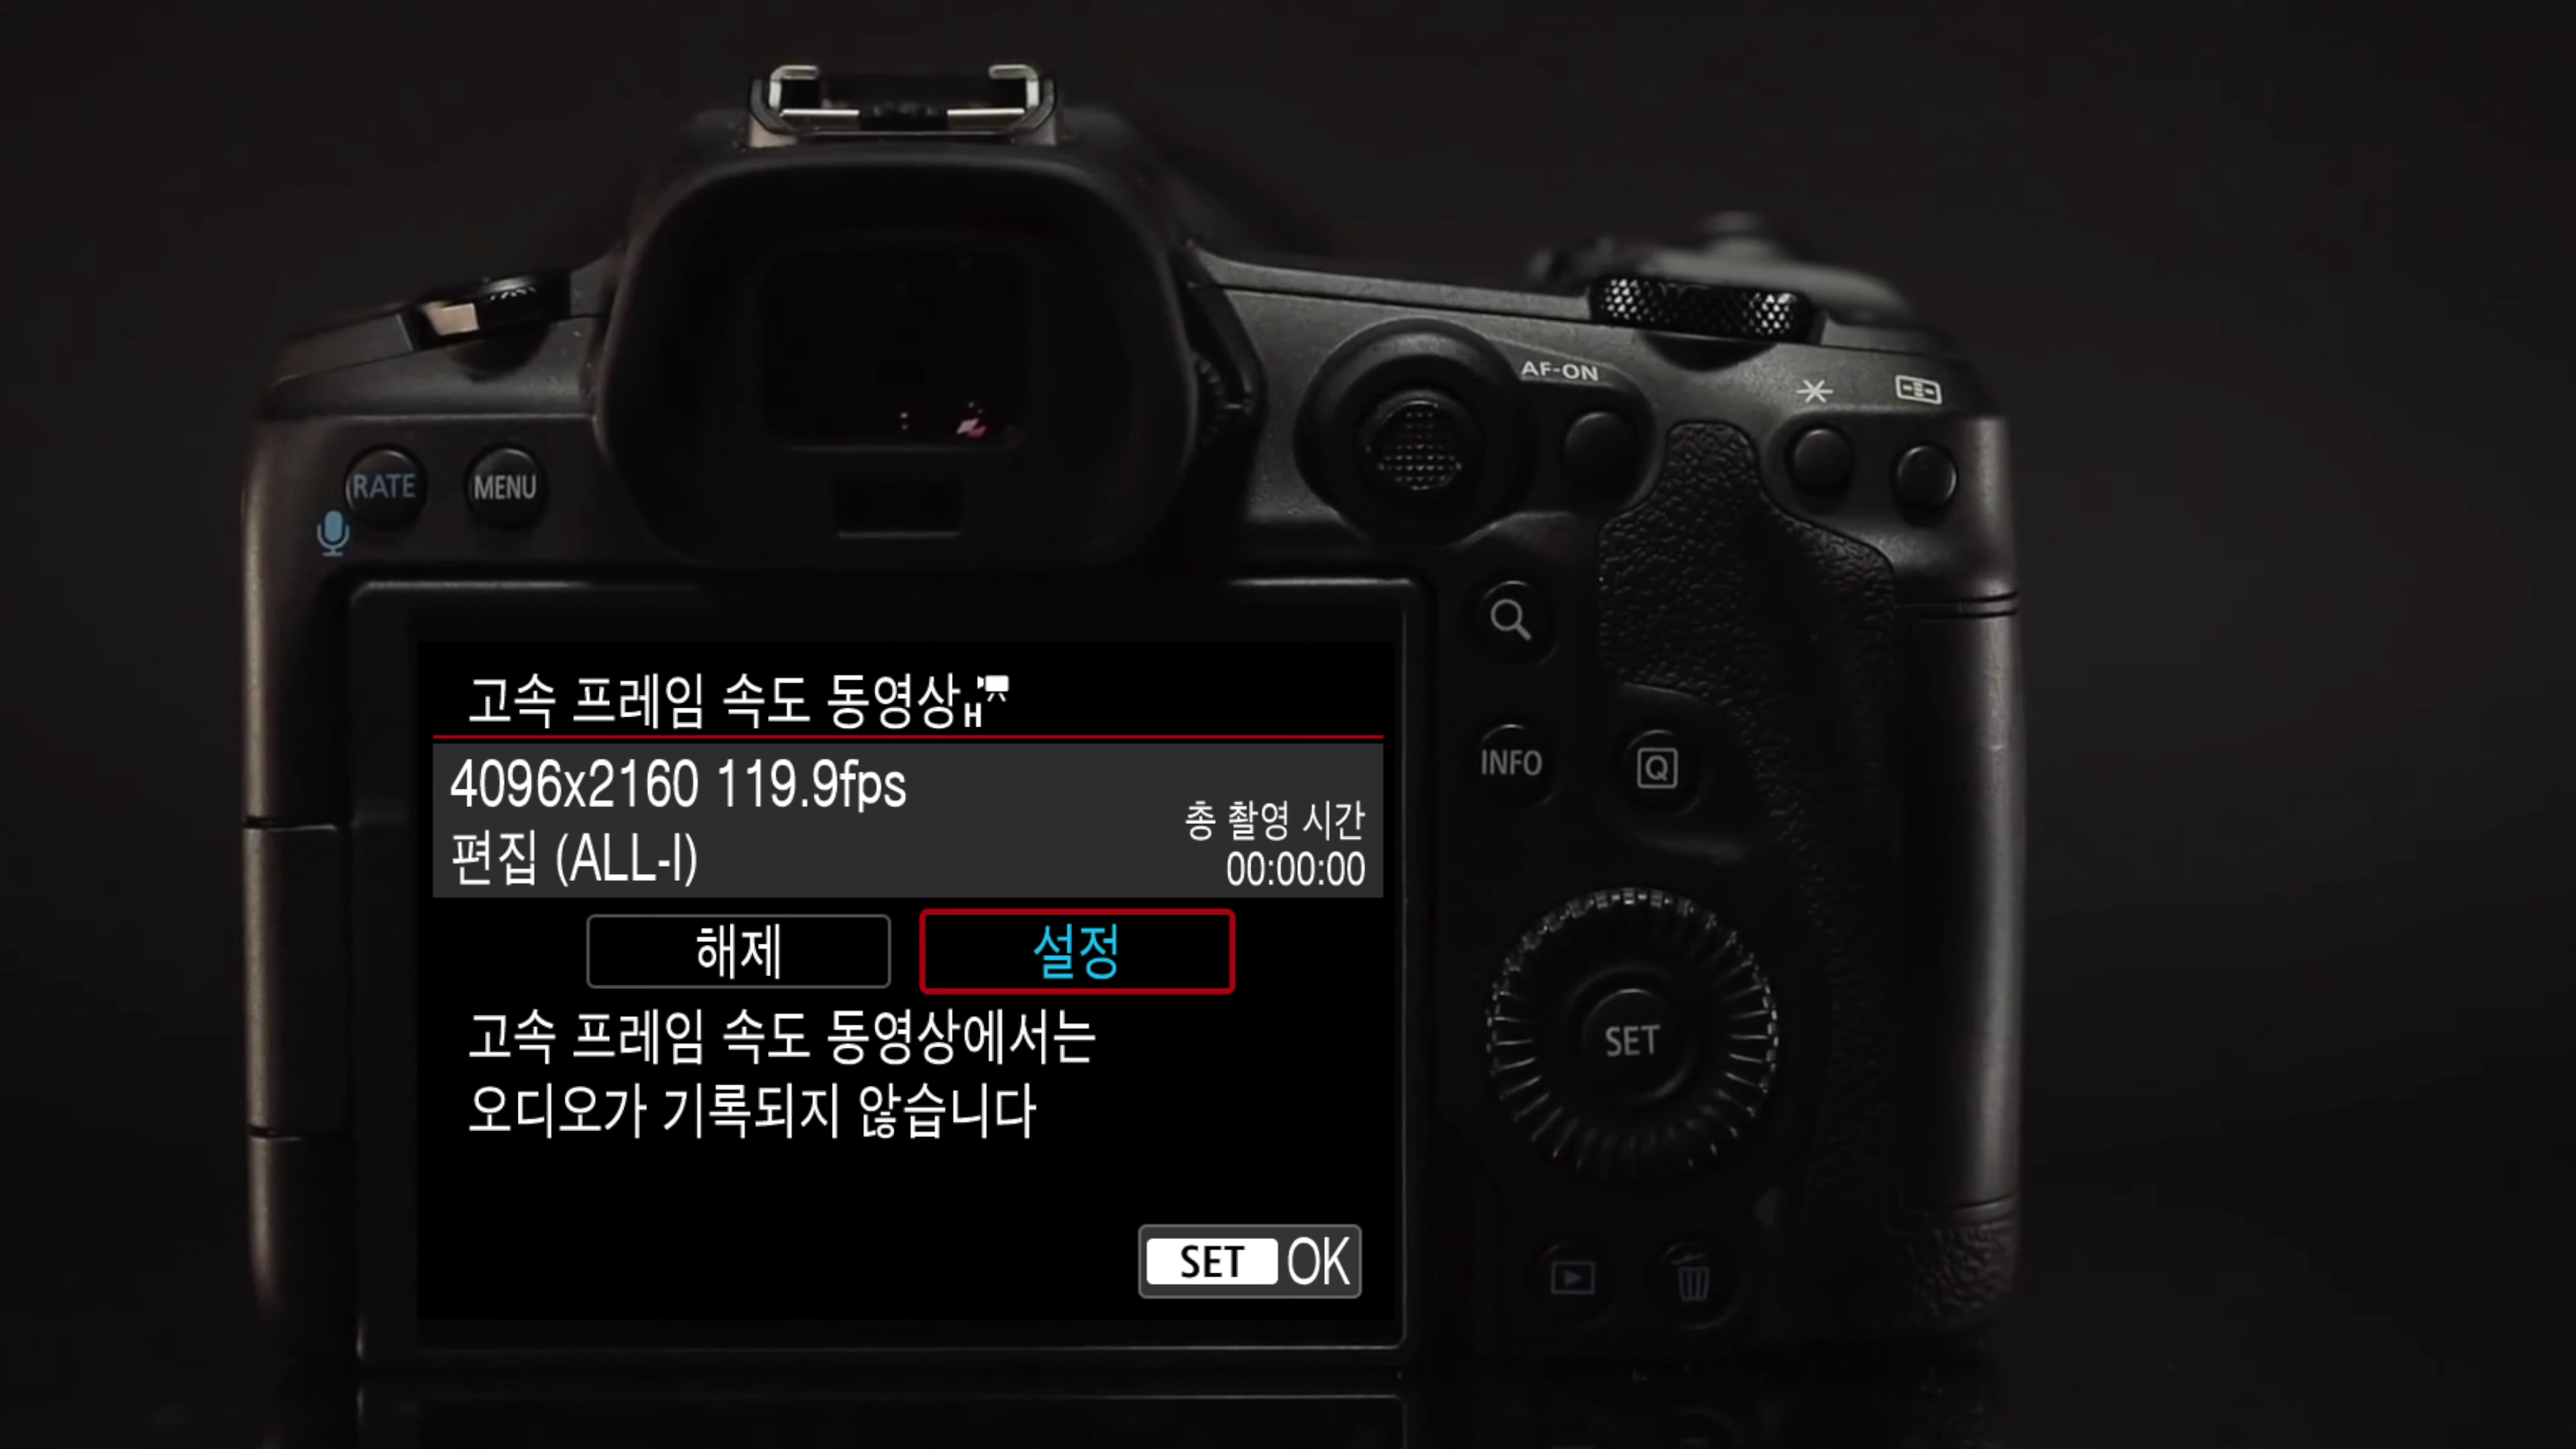 AF-ON
RATE
MENU
고속 프레임 속도 동영상H
4096x2160 119.9fps
편집 (ALL-I)
총 촬영 시간
00:00:00
해제
설정
고속 프레임 속도 동영상에서는
오디오가 기록되지 않습니다
SET OK
INFO
Q
SET